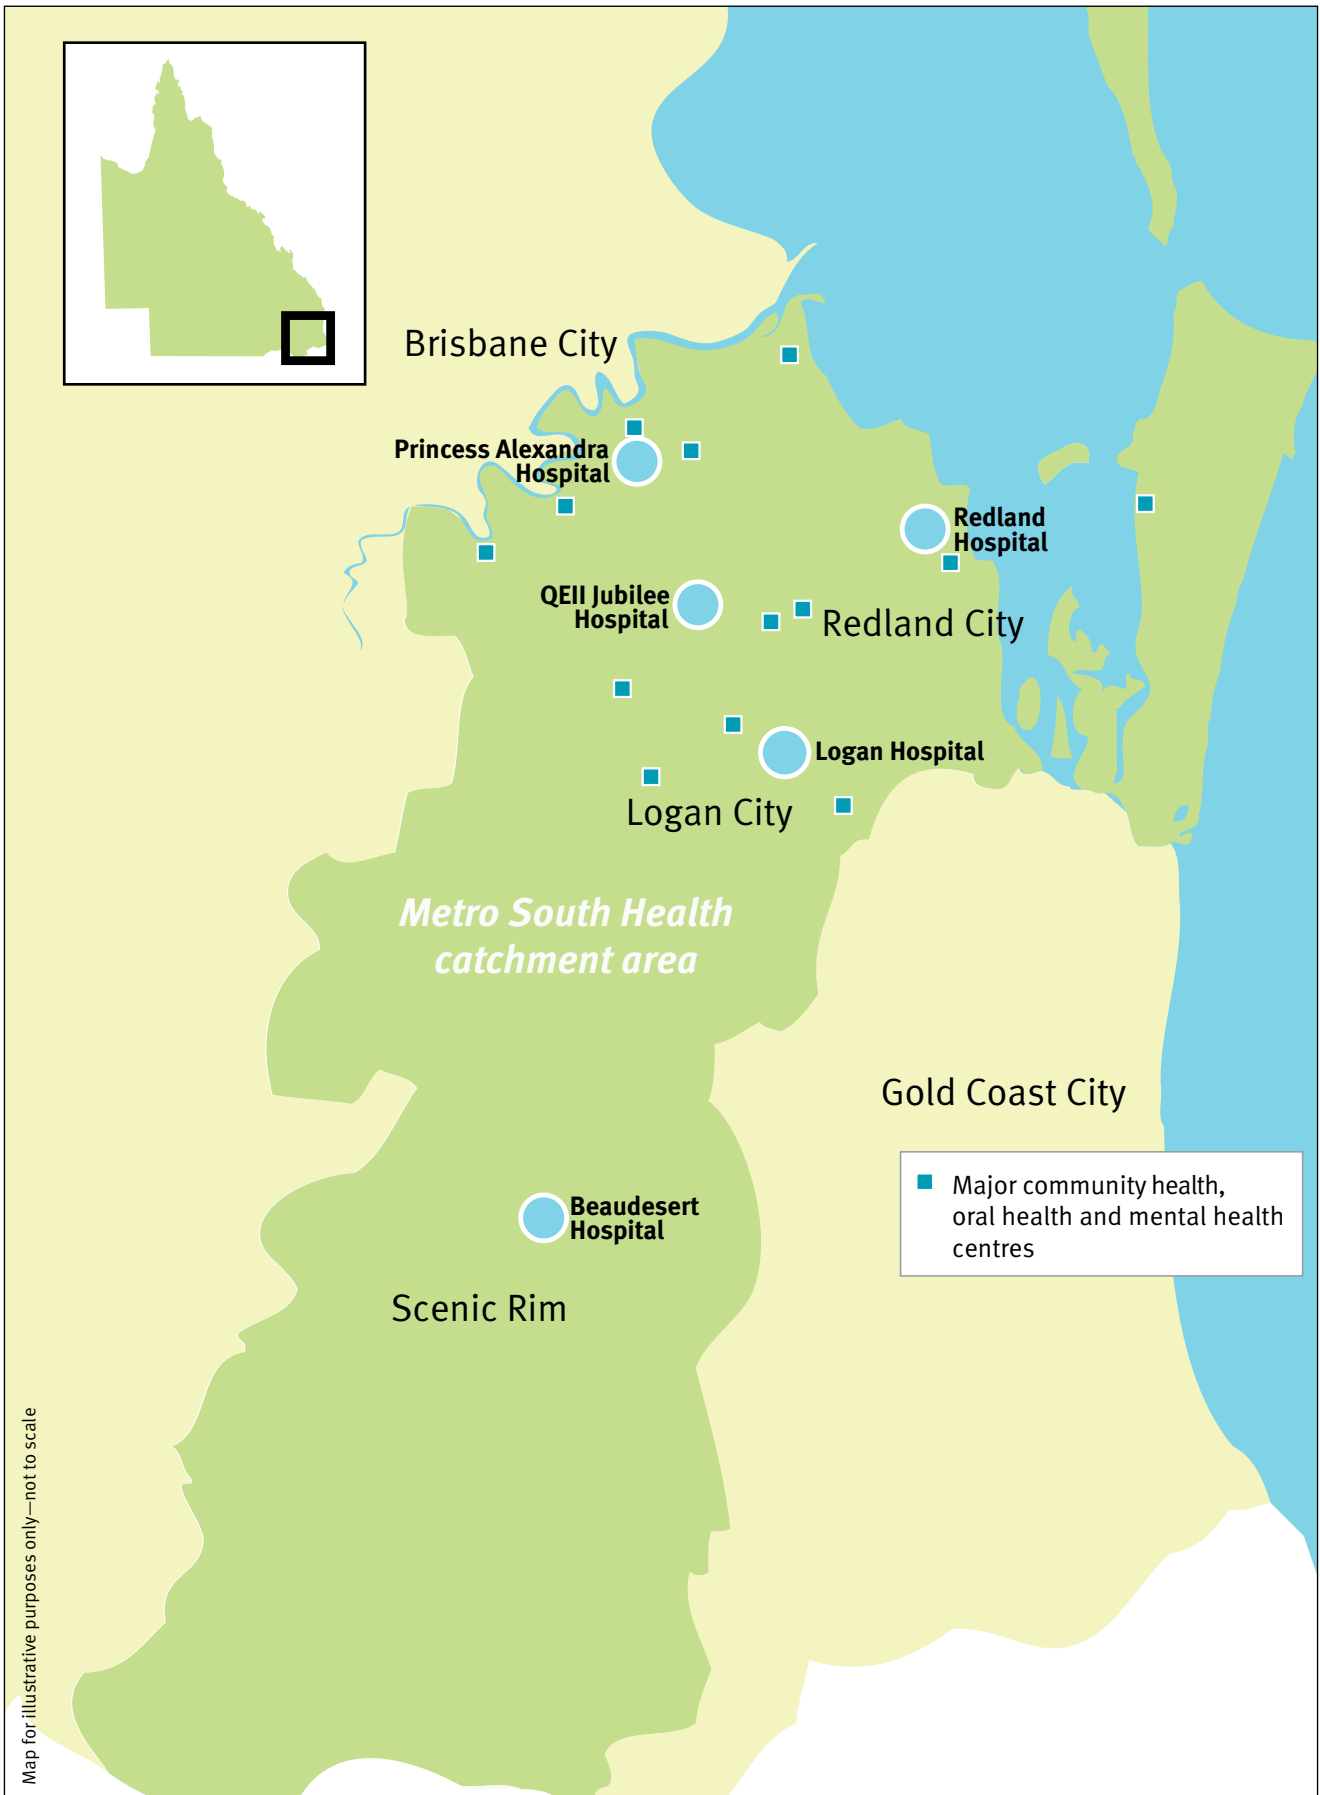 Brisbane City
Princess Alexandra
Hospital
Redland
Hospital
QEII Jubilee
Hospital
Redland City
Logan Hospital
Logan City
Metro South Health
catchment area
Gold Coast City
Major community health,
oral health and mental health
centres
Beaudesert
Hospital
Scenic Rim
Map for illustrative purposes only—not to scale